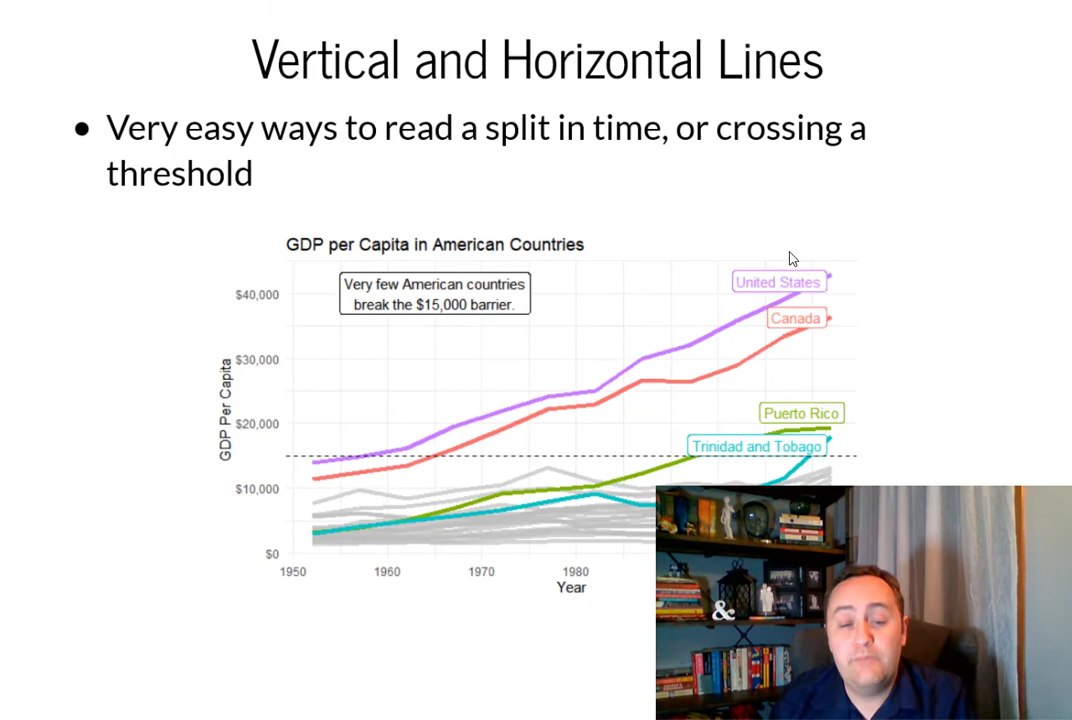 Vertical and Horizontal Lines
• Very easy ways to read a split in time, or crossing a
threshold
GDP per Capita in American Countries
Very few American countries
break the $15,000 barrier.
United States
Canada
Puerto Rico
Trinidad and Tobago
GDP Per Capita
$40,000
$30,000
$20,000
$10,000
$0
1950 1960 1970 1980
Year
&